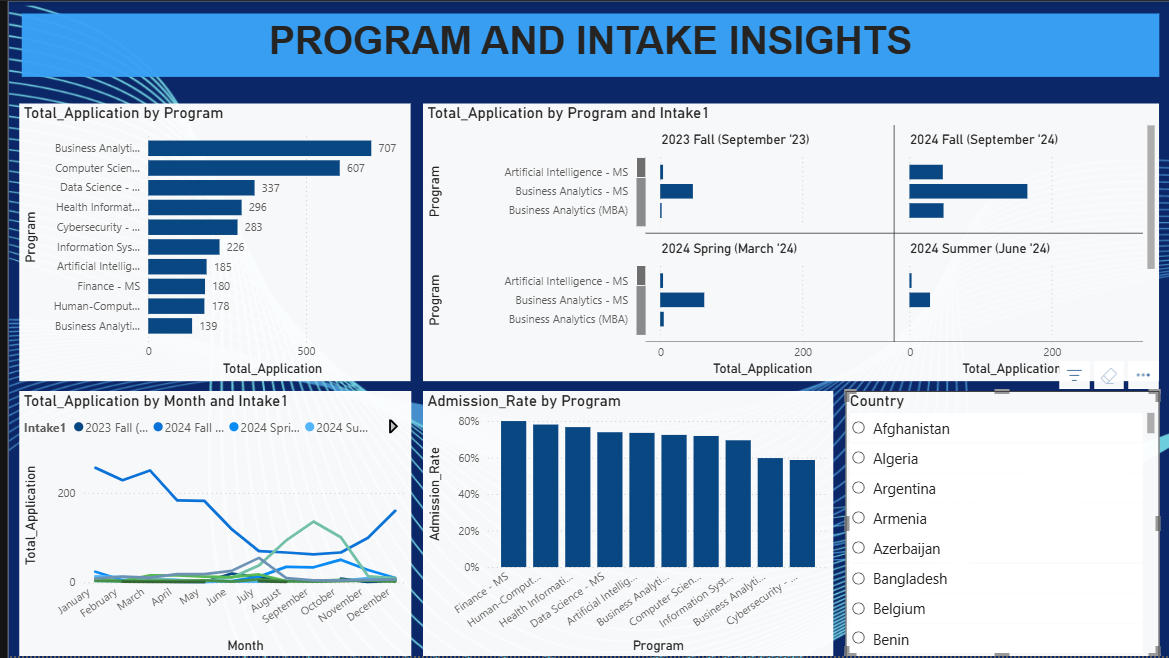 PROGRAM AND INTAKE INSIGHTS
Total_Application by Program
Program
Business Analyti... 707
Computer Scien... 607
Data Science - ... 337
Health Informat... 296
Cybersecurity - ... 283
Information Sys... 226
Artificial Intellig... 185
Finance - MS 180
Human-Comput... 178
Business Analyti... 139
0 500
Total_Application
Total_Application by Program and Intake1
2023 Fall (September '23) 2024 Fall (September '24)
Program
Artificial Intelligence - MS
Business Analytics - MS
Business Analytics (MBA)
2024 Spring (March '24) 2024 Summer (June '24)
Program
Artificial Intelligence - MS
Business Analytics - MS
Business Analytics (MBA)
0 200 0 200
Total_Application Total_Application
Total_Application by Month and Intake1
Intake1 2023 Fall (... 2024 Fall ... 2024 Spri... 2024 Su...
Total_Application
200
0
January February March April May June July August September October November December
Month
Admission_Rate by Program
Admission_Rate
80%
60%
40%
20%
0%
Finance - MS Human-Comput... Health Informati... Data Science - MS Artificial Intellig... Business Analyti... Computer Scien... Information Syst... Business Analyti... Cybersecurity - ...
Program
Country
Afghanistan
Algeria
Argentina
Armenia
Azerbaijan
Bangladesh
Belgium
Benin